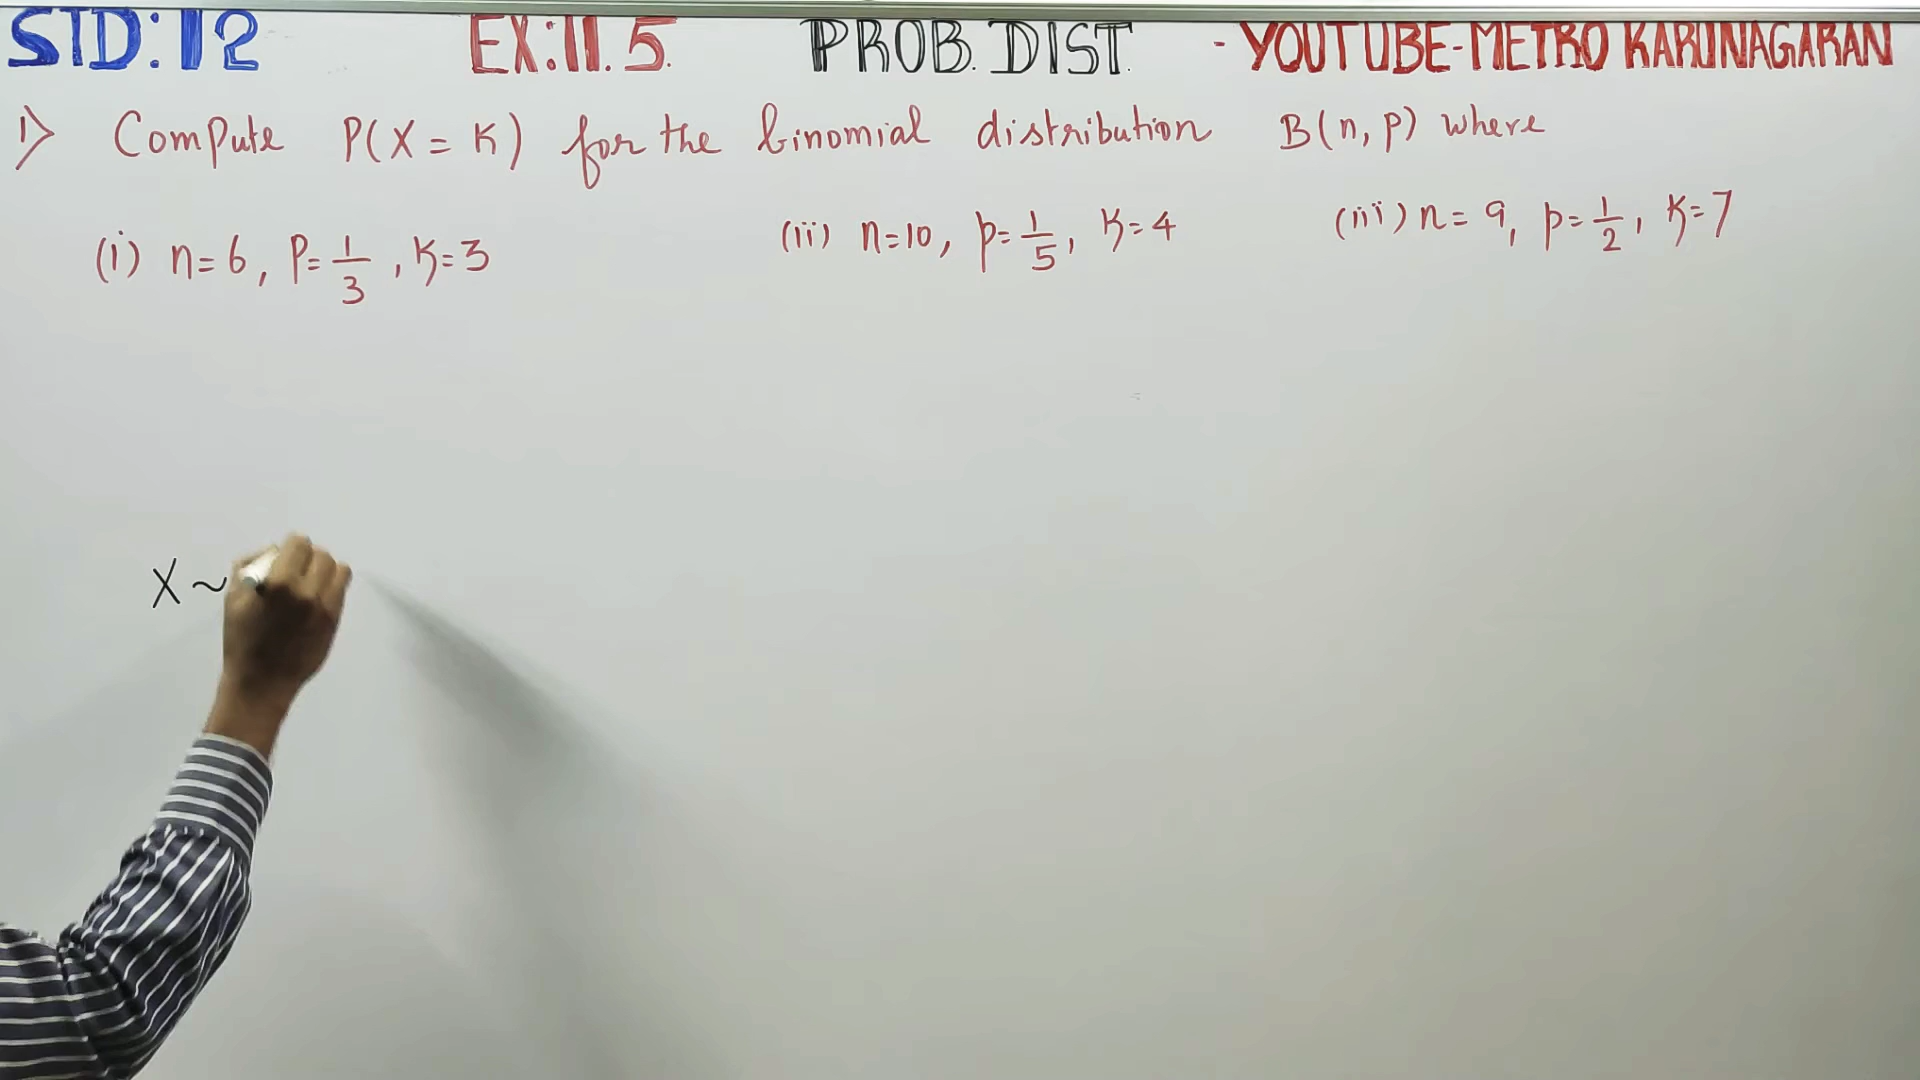 STD:12 EX:11.5. PROB. DIST. - YOUTUBE-METRO KARUNAGARAN
1) Compute P(X = K) for the binomial distribution B(n, p) where
(i) n=6, P=1/3, K=3 (ii) n=10, p=1/5, K=4 (iii) n=9, p=1/2, K=7
X ~